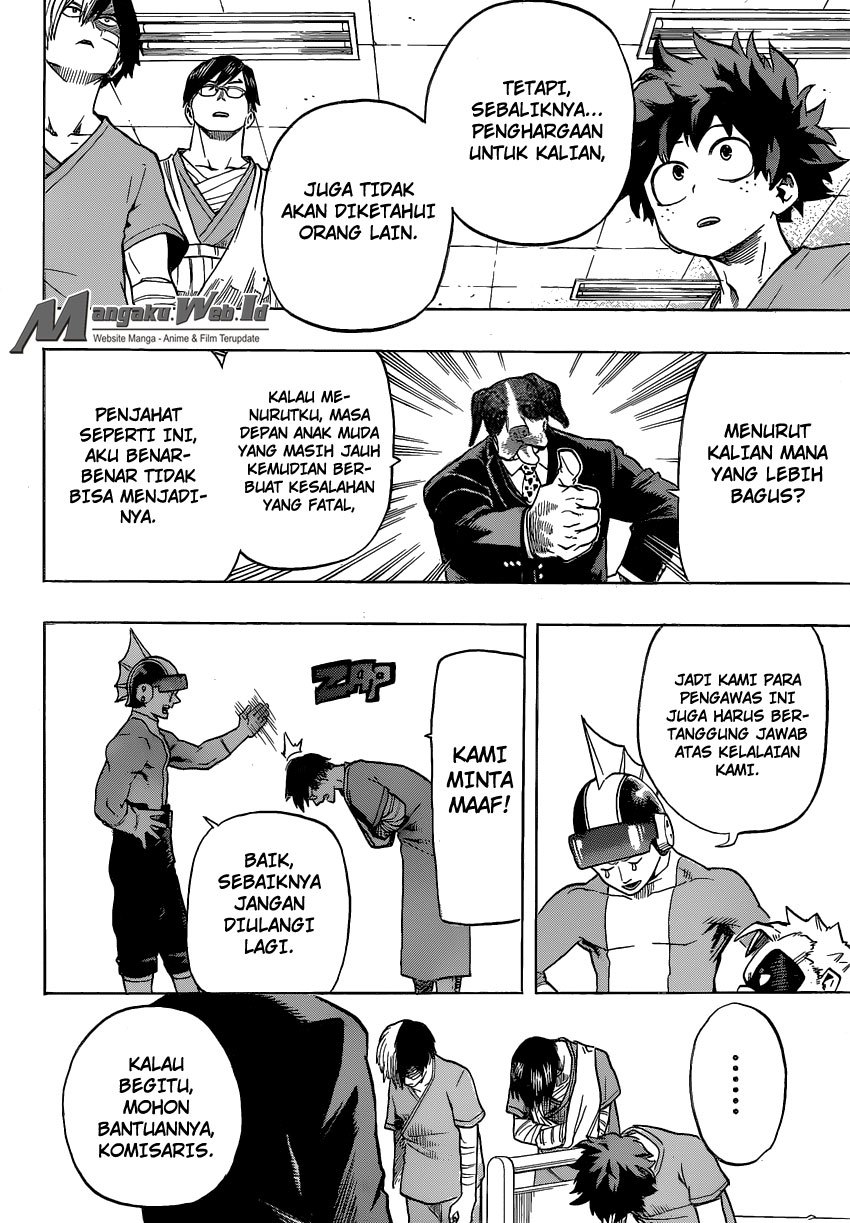 TETAPI,
SEBALIKNYA...
PENGHARGAAN
UNTUK KALIAN,
JUGA TIDAK
AKAN DIKETAHUI
ORANG LAIN.
Mangaku.Web.Id
Website Manga - Anime & Film Terupdate
MENURUT
KALIAN MANA
YANG LEBIH
BAGUS?
KALAU ME-
NURUTKU, MASA
DEPAN ANAK MUDA
YANG MASIH JAUH
KEMUDIAN BER-
BUAT KESALAHAN
YANG FATAL,
PENJAHAT
SEPERTI INI,
AKU BENAR-
BENAR TIDAK
BISA MENJADI-
NYA.
JADI KAMI PARA
PENGAWAS INI
JUGA HARUS BER-
TANGGUNG JAWAB
ATAS KELALAIAN
KAMI.
KAMI
MINTA
MAAF!
ZAP
BAIK,
SEBAIKNYA
JANGAN
DIULANGI
LAGI.
......
KALAU
BEGITU,
MOHON
BANTUANNYA,
KOMISARIS.